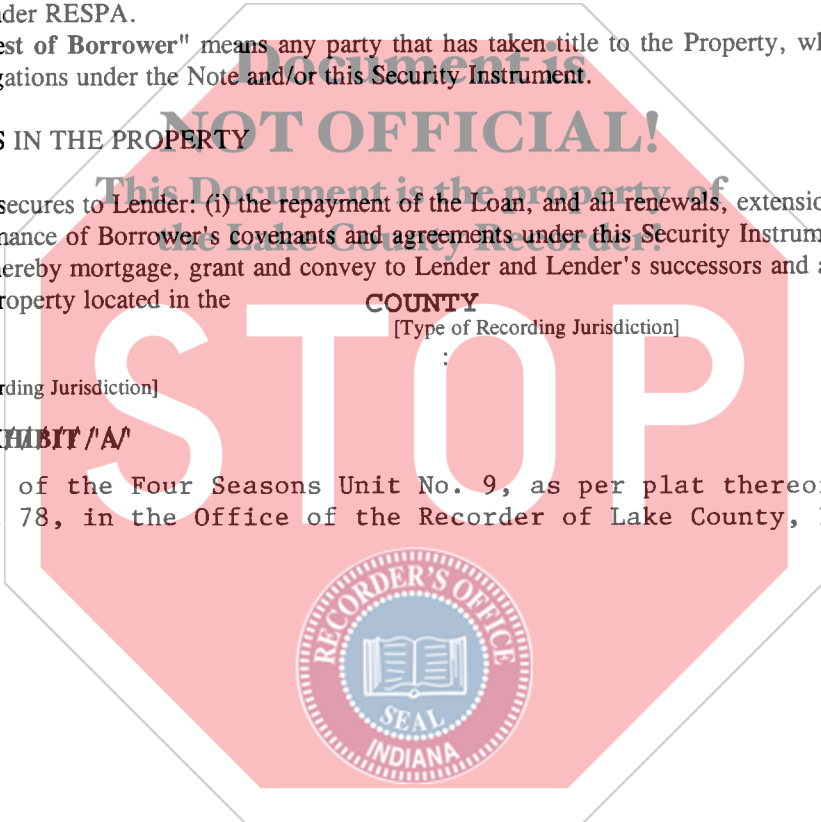 der RESPA.
est of Borrower" means any party that has taken title to the Property, wh
gations under the Note and/or this Security Instrument.
Document is
NOT OFFICIAL!
S IN THE PROPERTY
This Document is the property of
the Lake County Recorder!
secures to Lender: (i) the repayment of the Loan, and all renewals, extensio
mance of Borrower's covenants and agreements under this Security Instrum
ereby mortgage, grant and convey to Lender and Lender's successors and a
roperty located in the COUNTY
[Type of Recording Jurisdiction]
:
rding Jurisdiction]
HIBIT "A"
STOP
of the Four Seasons Unit No. 9, as per plat thereo
78, in the Office of the Recorder of Lake County,
RECORDER'S OFFICE
SEAL
INDIANA